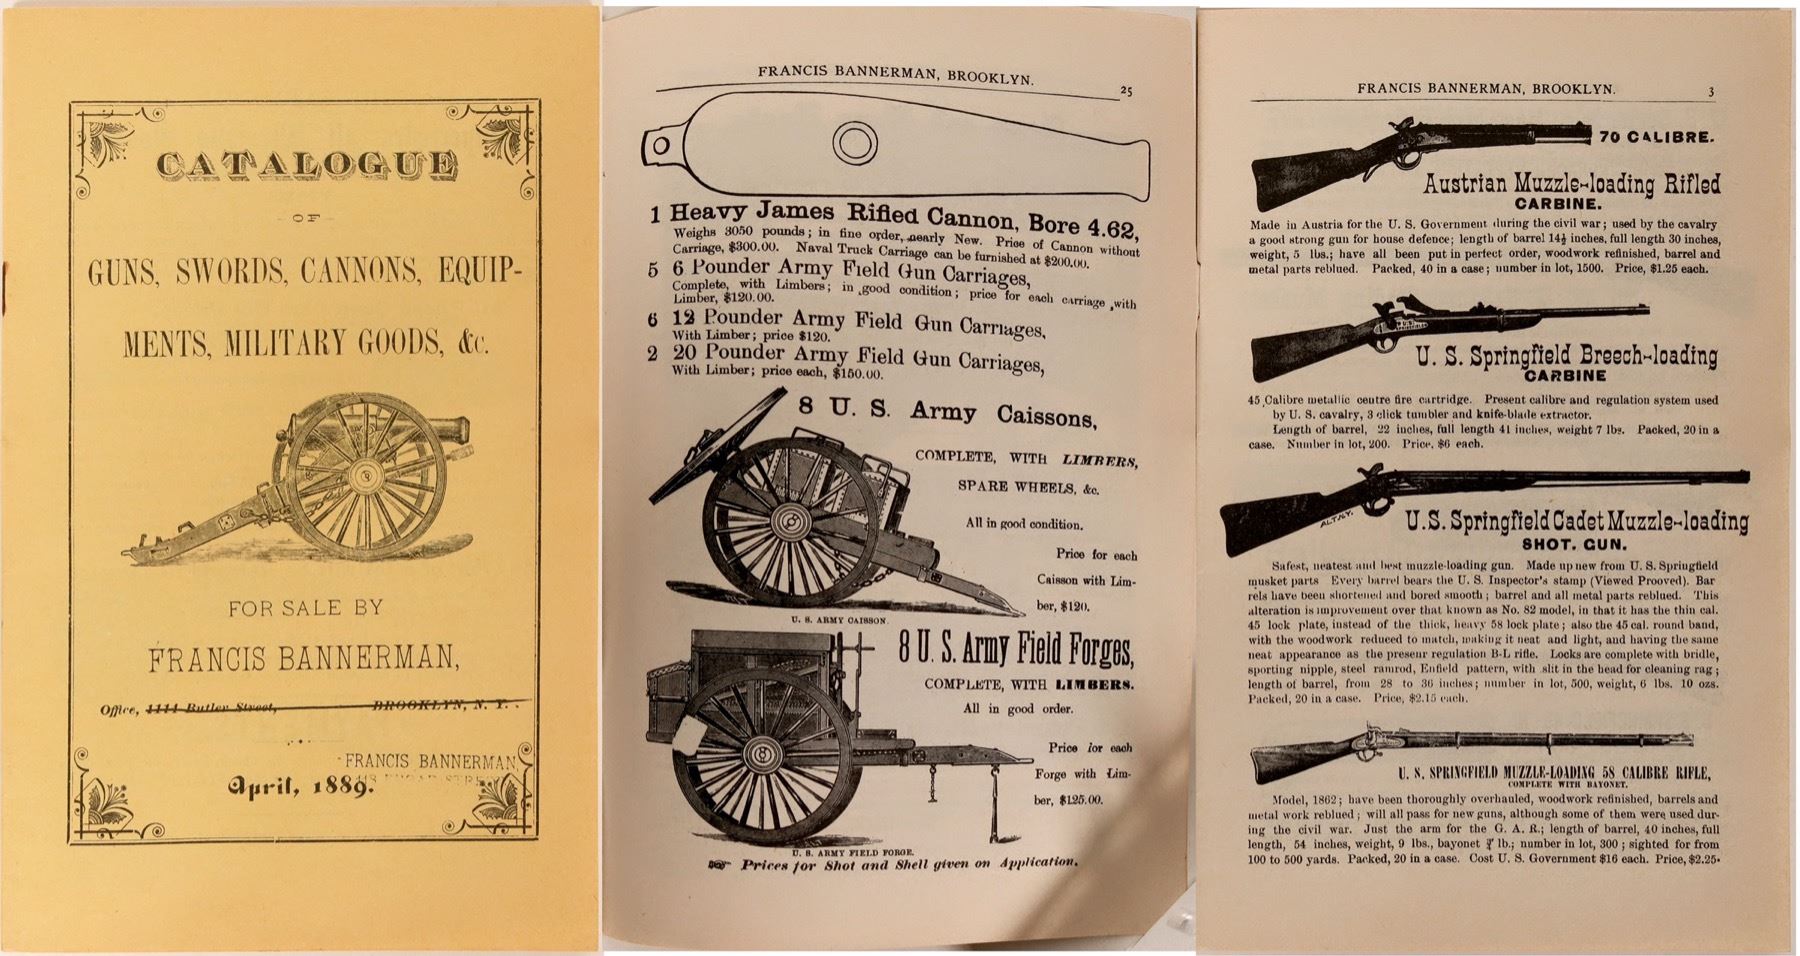 CATALOGUE
OF
GUNS, SWORDS, CANNONS, EQUIP-
MENTS, MILITARY GOODS, &c.
FOR SALE BY
FRANCIS BANNERMAN,
Office, 1111 Butler Street, BROOKLYN, N. Y.
FRANCIS BANNERMAN
April, 1889.
FRANCIS BANNERMAN, BROOKLYN.
25
1 Heavy James Rifled Cannon, Bore 4.62,
Weighs 3050 pounds; in fine order, nearly New. Price of Cannon without
Carriage, $300.00. Naval Truck Carriage can be furnished at $200.00.
5 6 Pounder Army Field Gun Carriages,
Complete, with Limbers; in good condition; price for each carriage with
Limber, $120.00.
6 12 Pounder Army Field Gun Carriages,
With Limber; price $120.
2 20 Pounder Army Field Gun Carriages,
With Limber; price each, $150.00.
8 U. S. Army Caissons,
COMPLETE, WITH LIMBERS,
SPARE WHEELS, &c.
All in good condition.
Price for each
Caisson with Lim-
ber, $120.
U. S. ARMY CAISSON.
8 U. S. Army Field Forges,
COMPLETE, WITH LIMBERS.
All in good order.
Price for each
Forge with Lim-
ber, $125.00.
U. S. ARMY FIELD FORGE.
Prices for Shot and Shell given on Application.
FRANCIS BANNERMAN, BROOKLYN.
3
70 CALIBRE.
Austrian Muzzle-loading Rifled
CARBINE.
Made in Austria for the U. S. Government during the civil war; used by the cavalry
a good strong gun for house defence; length of barrel 14½ inches, full length 30 inches,
weight, 5 lbs.; have all been put in perfect order, woodwork refinished, barrel and
metal parts reblued. Packed, 40 in a case; number in lot, 1500. Price, $1.25 each.
U. S. Springfield Breech-loading
CARBINE
45 Calibre metallic centre fire cartridge. Present calibre and regulation system used
by U. S. cavalry, 3 click tumbler and knife-blade extractor.
Length of barrel, 22 inches, full length 41 inches, weight 7 lbs. Packed, 20 in a
case. Number in lot, 200. Price, $6 each.
U.S. Springfield Cadet Muzzle-loading
SHOT. GUN.
Safest, neatest and best muzzle-loading gun. Made up new from U. S. Springfield
musket parts Every barrel bears the U. S. Inspector's stamp (Viewed Prooved). Bar
rels have been shortened and bored smooth; barrel and all metal parts reblued. This
alteration is improvement over that known as No. 82 model, in that it has the thin cal.
45 lock plate, instead of the thick, heavy 58 lock plate; also the 45 cal. round band,
with the woodwork reduced to match, making it neat and light, and having the same
neat appearance as the present regulation B-L rifle. Locks are complete with bridle,
sporting nipple, steel ramrod, Enfield pattern, with slit in the head for cleaning rag;
length of barrel, from 28 to 36 inches; number in lot, 500, weight, 6 lbs. 10 ozs.
Packed, 20 in a case. Price, $2.15 each.
U. S. SPRINGFIELD MUZZLE-LOADING 58 CALIBRE RIFLE,
COMPLETE WITH BAYONET.
Model, 1862; have been thoroughly overhauled, woodwork refinished, barrels and
metal work reblued; will all pass for new guns, although some of them were used dur-
ing the civil war. Just the arm for the G. A. R.; length of barrel, 40 inches, full
length, 54 inches, weight, 9 lbs., bayonet ¾ lb.; number in lot, 300; sighted for from
100 to 500 yards. Packed, 20 in a case. Cost U. S. Government $16 each. Price, $2.25.